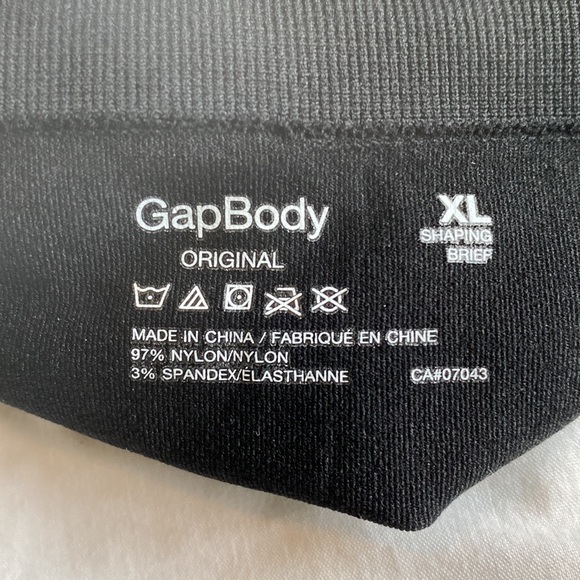 GapBody
ORIGINAL
XL
SHAPING
BRIEF
MADE IN CHINA / FABRIQUÉ EN CHINE
97% NYLON/NYLON
3% SPANDEX/ÉLASTHANNE
CA#07043